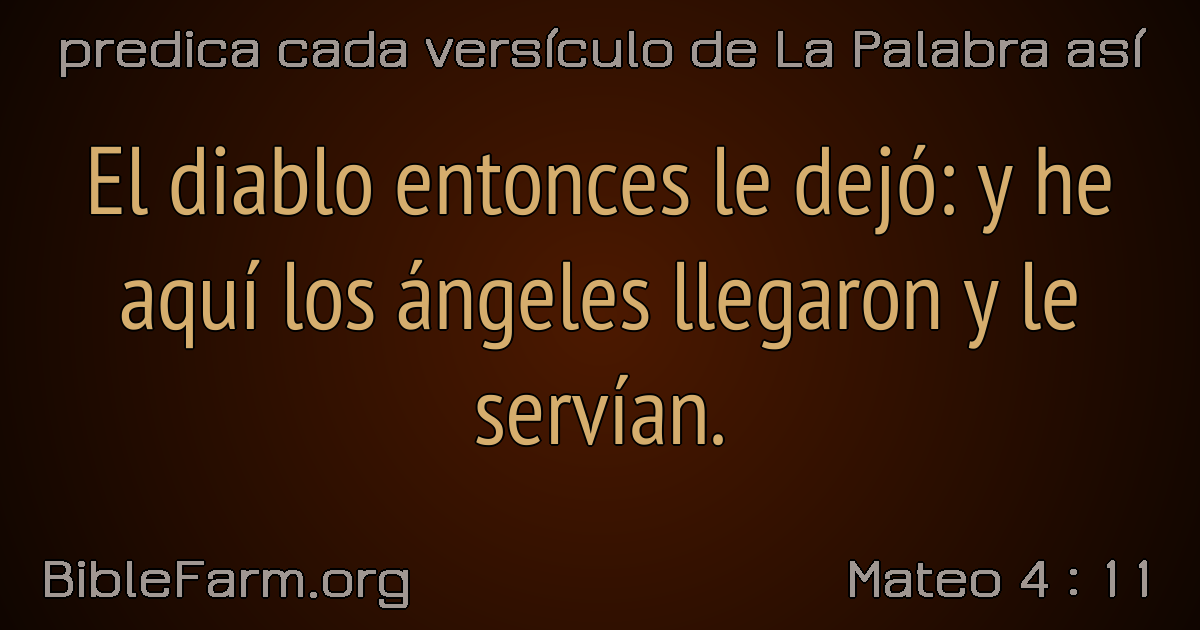 predica cada versículo de La Palabra así
El diablo entonces le dejó: y he
aquí los ángeles llegaron y le
servían.
BibleFarm.org
Mateo 4 : 11